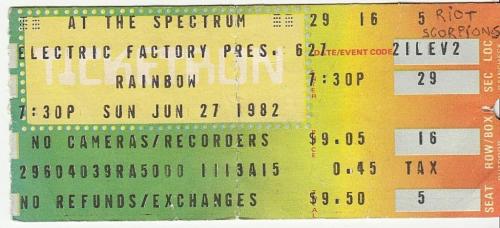 AT THE SPECTRUM 29 16 5 RIOT
SCORPIONS
ELECTRIC FACTORY PRES. 627 DATE/EVENT CODE 21LEV2
TICKETRON
RAINBOW 7:30P 29
7:30P SUN JUN 27 1982
NO CAMERAS/RECORDERS $9.05 16
29604039RA5000 1113A15 0.45 TAX
NO REFUNDS/EXCHANGES $9.50 5
SEAT ROW/BOX SEC LOC